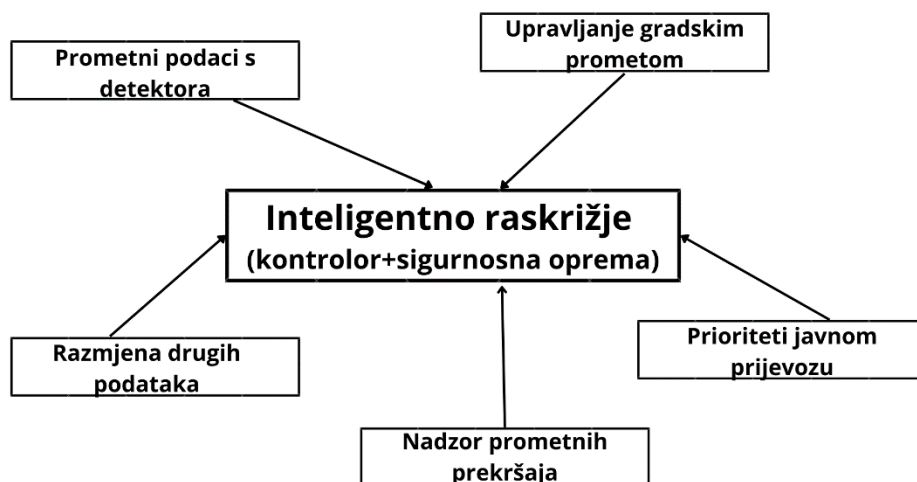 Prometni podaci s
detektora
Upravljanje gradskim
prometom
Inteligentno raskrižje
(kontrolor+sigurnosna oprema)
Razmjena drugih
podataka
Prioriteti javnom
prijevozu
Nadzor prometnih
prekršaja